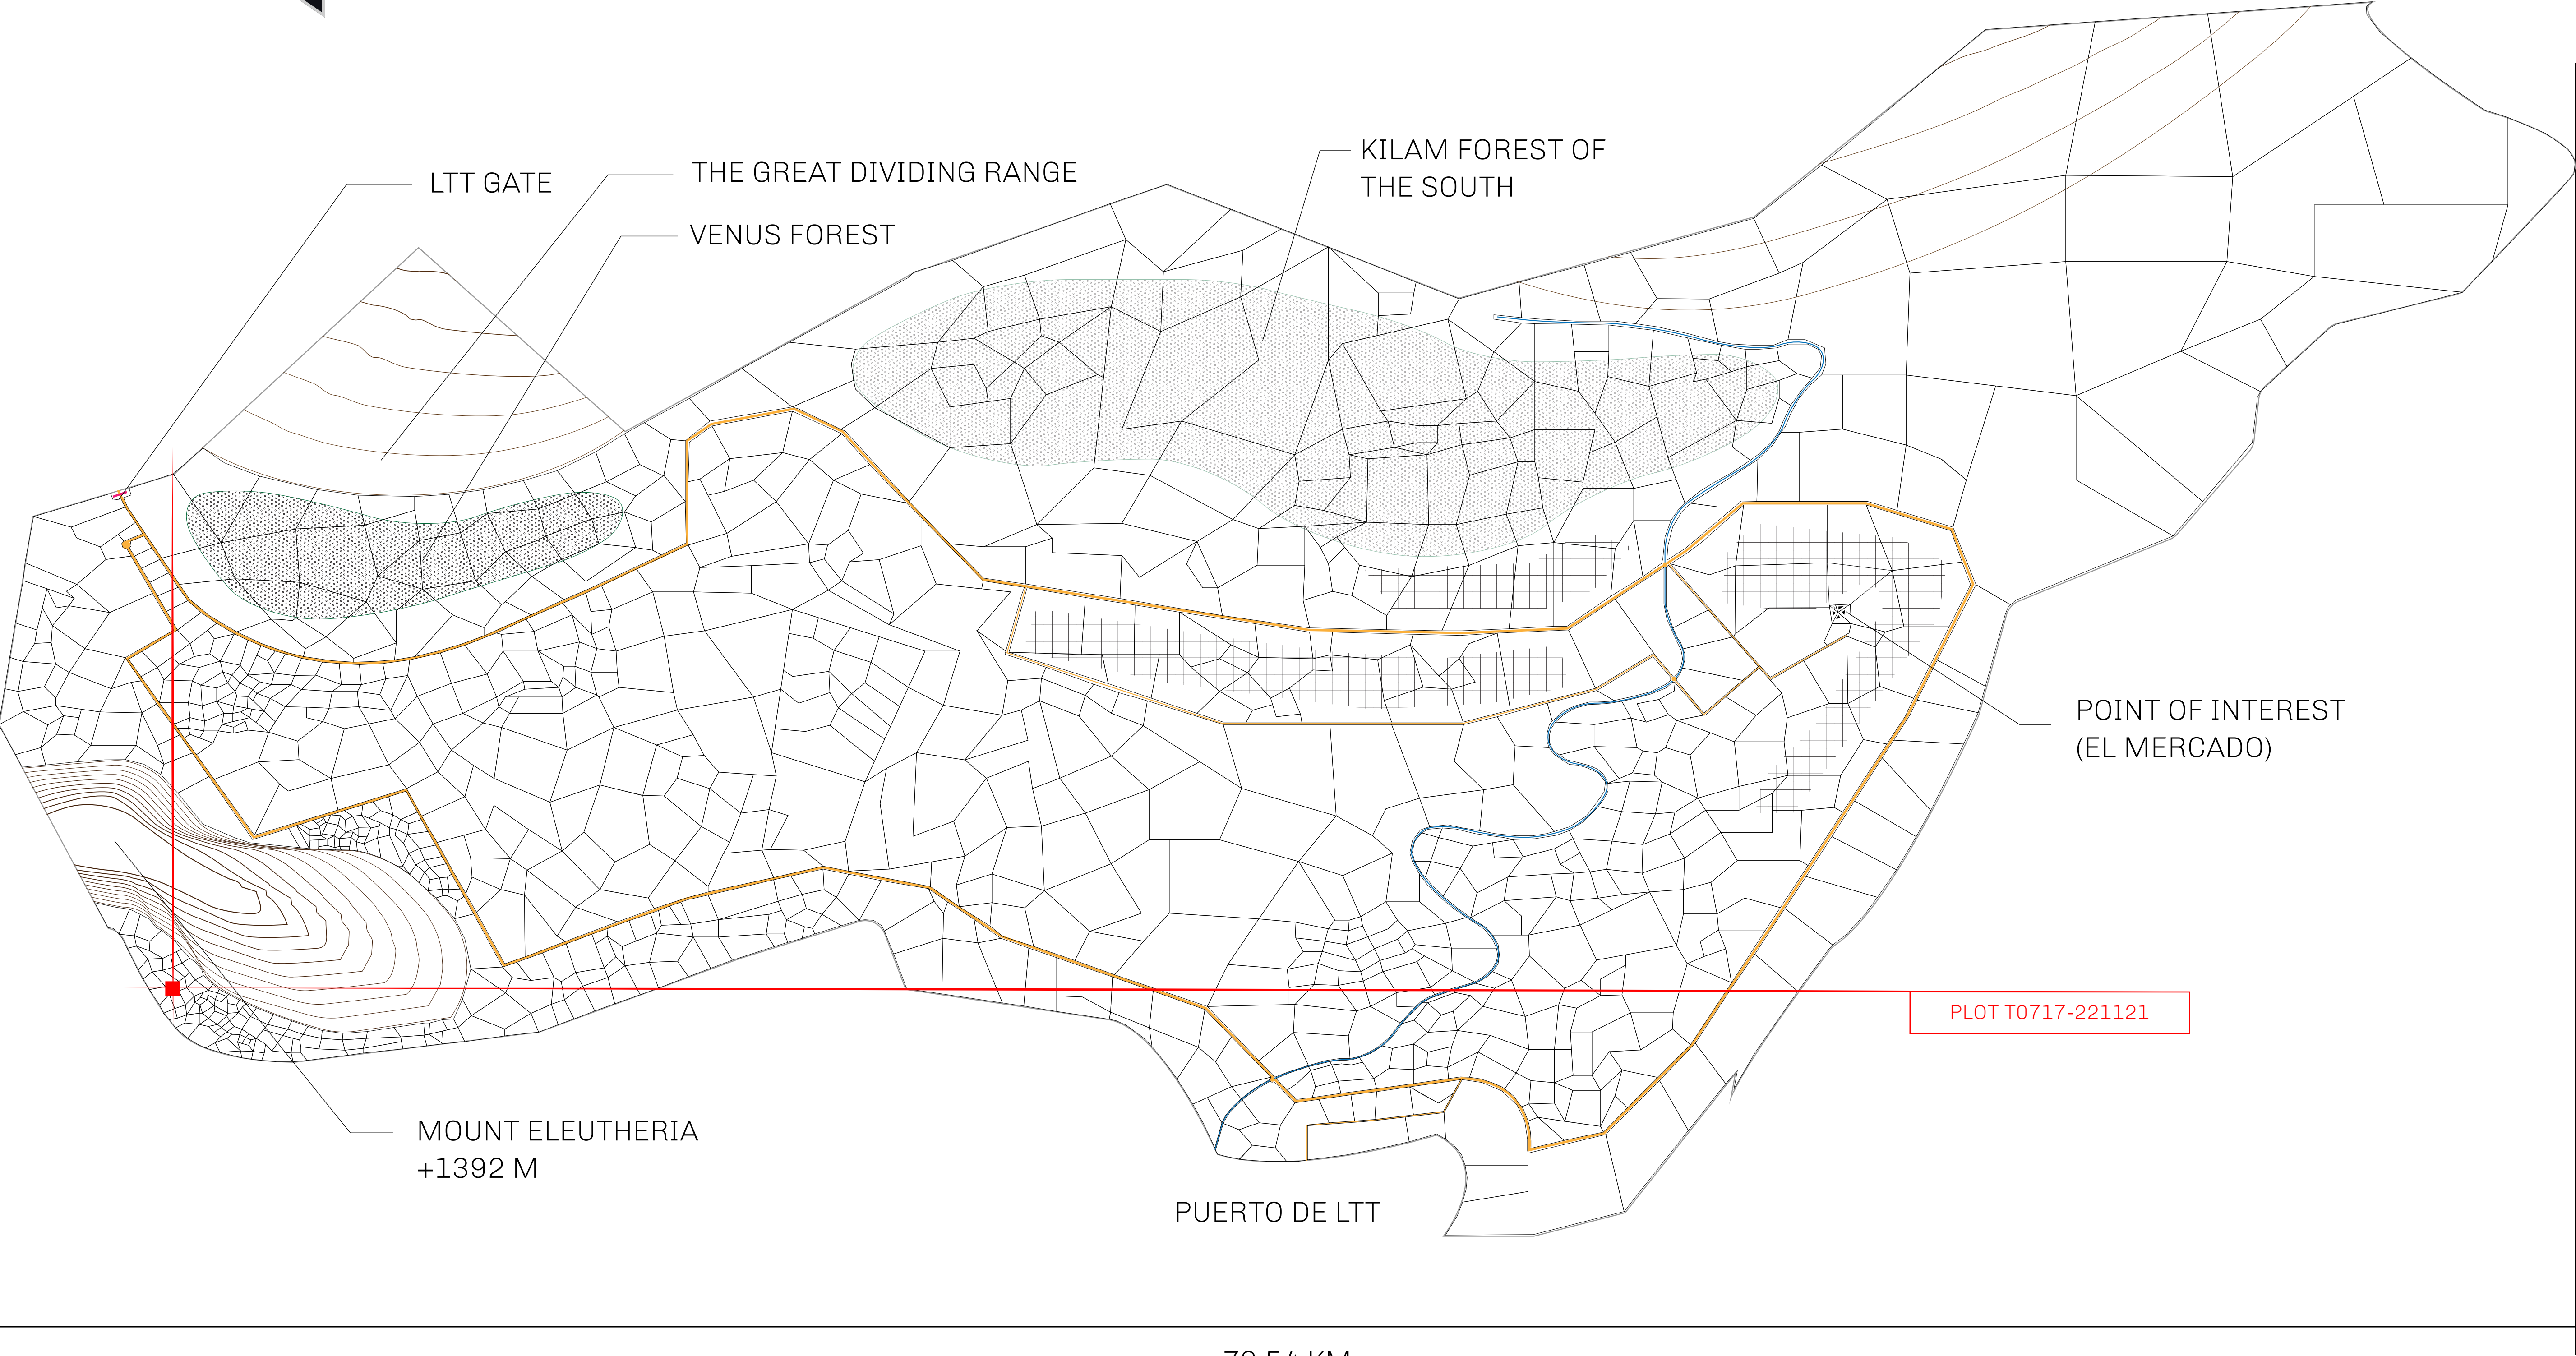 KILAM FOREST OF
THE SOUTH
THE GREAT DIVIDING RANGE
LTT GATE
VENUS FOREST
POINT OF INTEREST
(EL MERCADO)
PLOT T0717-221121
MOUNT ELEUTHERIA
+1392 M
PUERTO DE LTT
KM